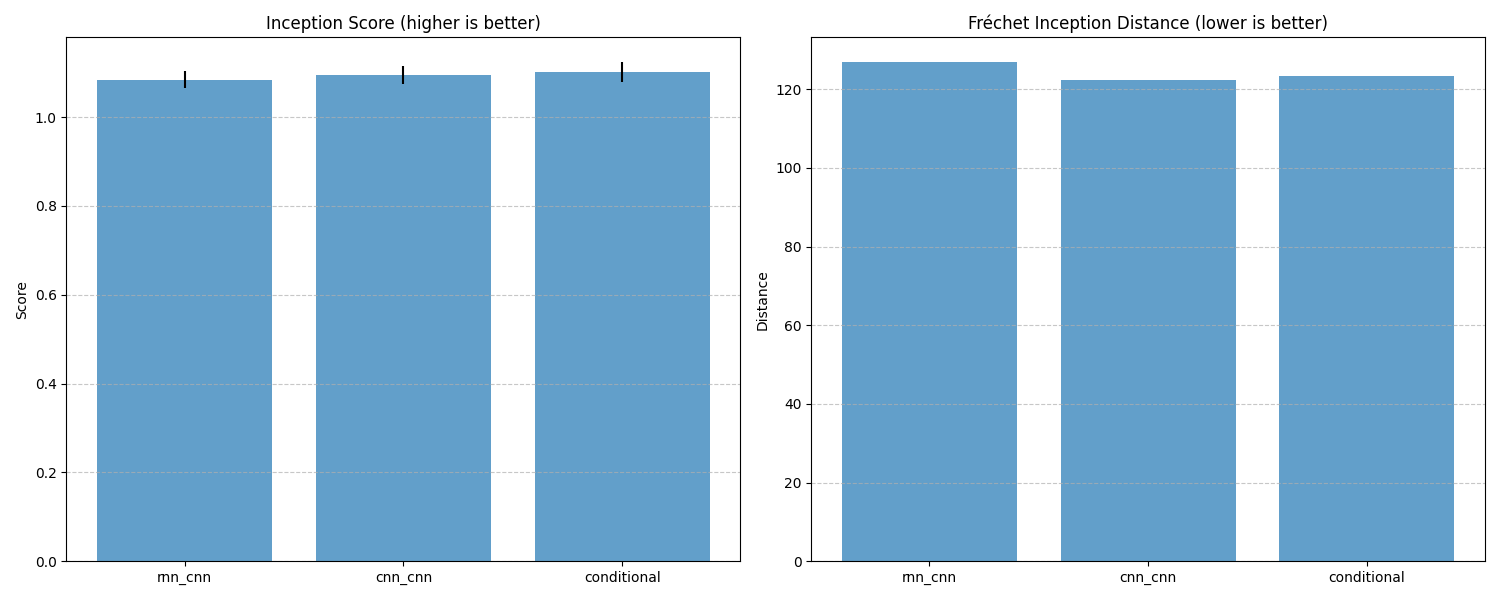 Inception Score (higher is better)
Score
1.0
0.8
0.6
0.4
0.2
0.0
rnn_cnn
cnn_cnn
conditional
Fréchet Inception Distance (lower is better)
Distance
120
100
80
60
40
20
0
rnn_cnn
cnn_cnn
conditional